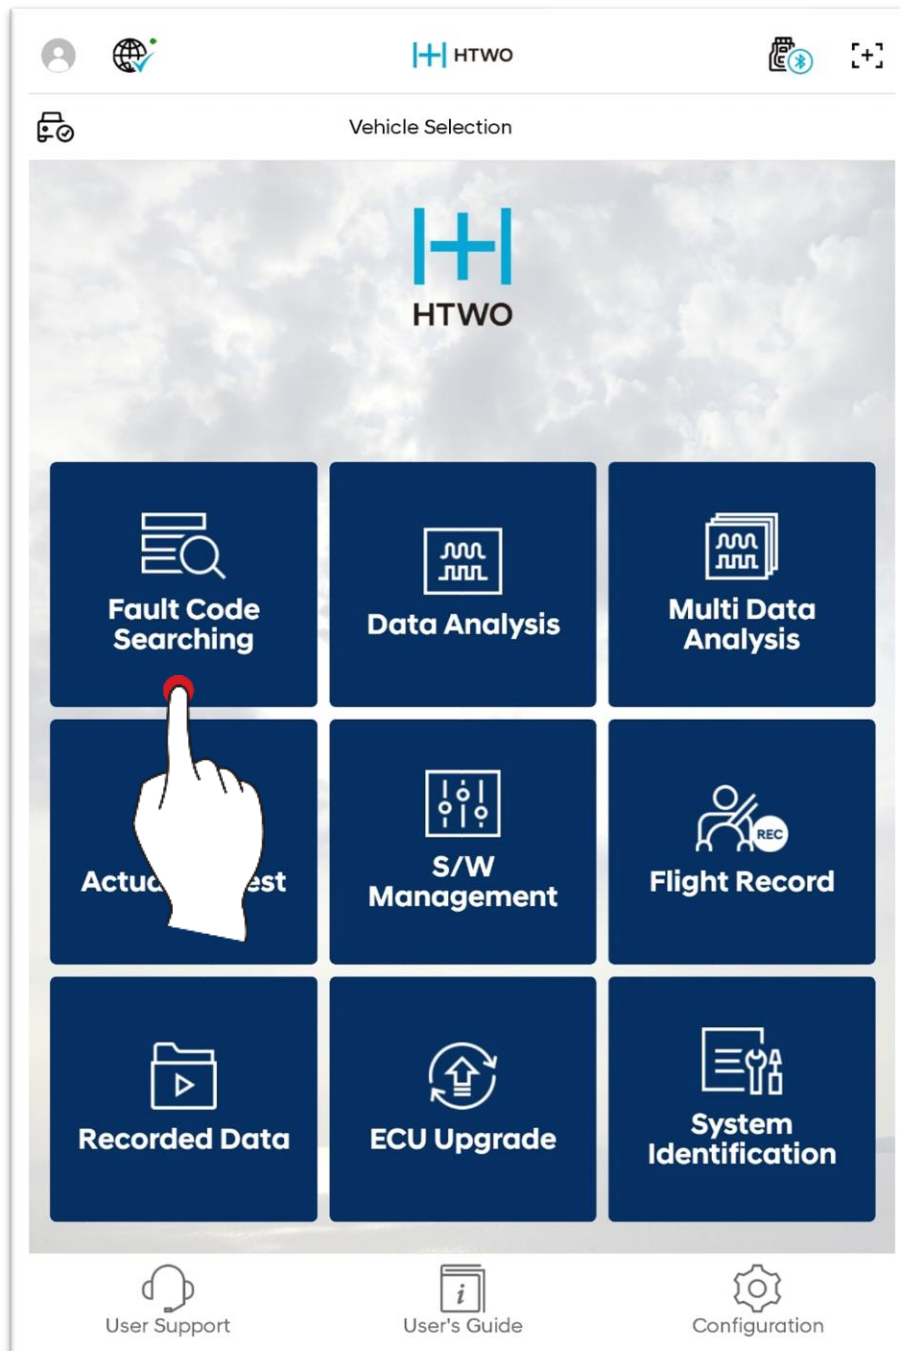 HTWO
Vehicle Selection
HTWO
Fault Code
Searching
Data Analysis
Multi Data
Analysis
S/W
Management
REC
Flight Record
Recorded Data
ECU Upgrade
System
Identification
User Support
User's Guide
Configuration